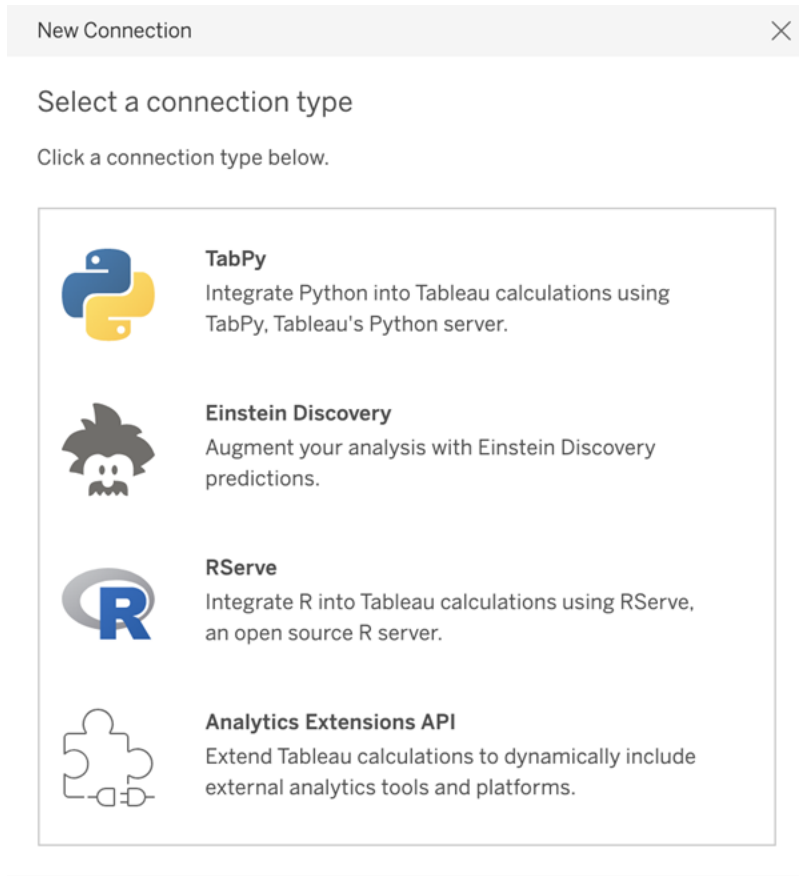 New Connection
Select a connection type
Click a connection type below.
TabPy
Integrate Python into Tableau calculations using
TabPy, Tableau's Python server.
Einstein Discovery
Augment your analysis with Einstein Discovery
predictions.
R
RServe
Integrate R into Tableau calculations using RServe,
an open source R server.
Analytics Extensions API
Extend Tableau calculations to dynamically include
external analytics tools and platforms.